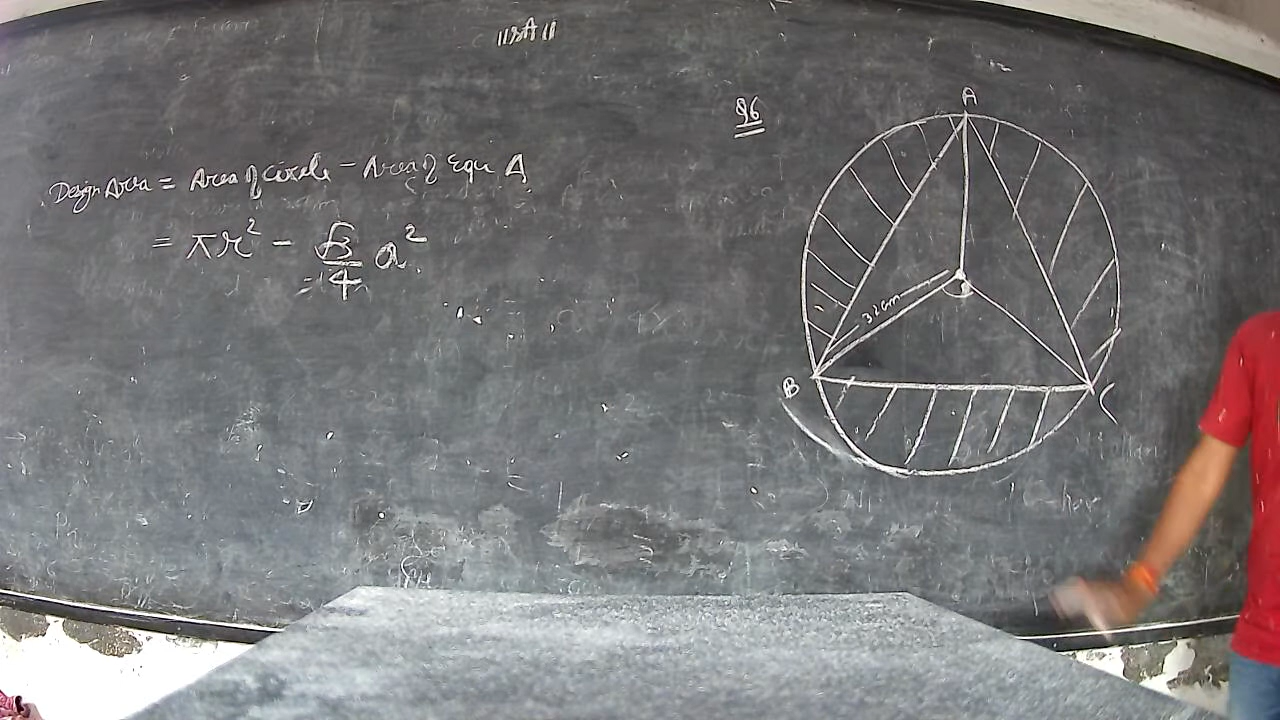 Q6
Design Area = Area of circle - Area of Equi Δ
= πr² - √3/4 a²
A
32cm
B
C